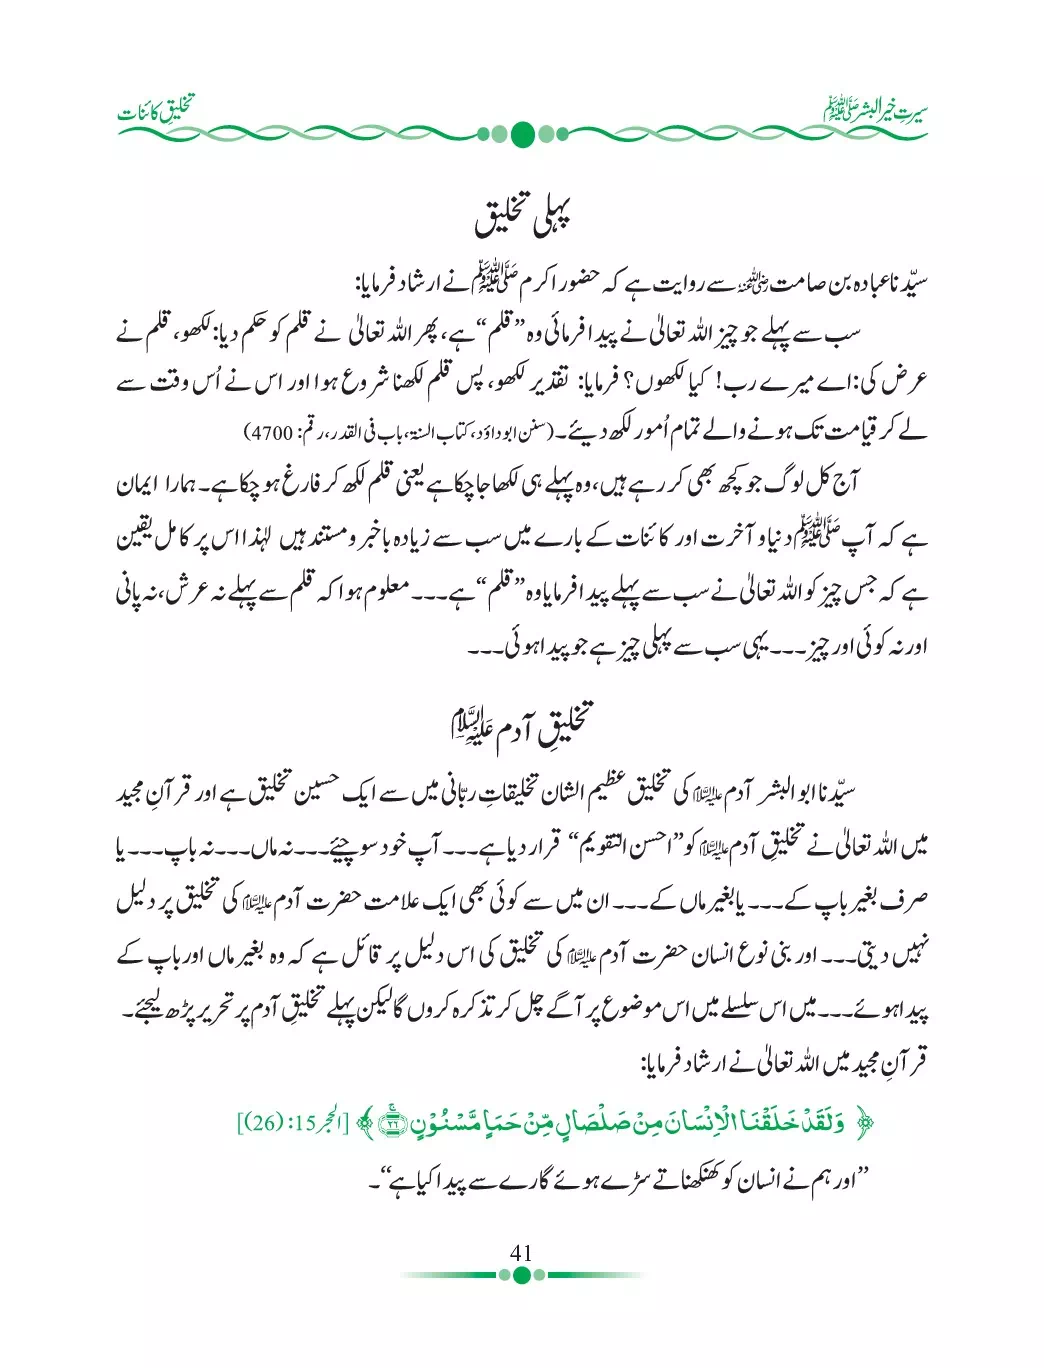 سیرتِ خیر البشر ﷺ
تخلیقِ کائنات
پہلی تخلیق
سیّدنا عبادہ بن صامت رضی اللہ عنہ سے روایت ہے کہ حضور اکرم ﷺ نے ارشاد فرمایا:
سب سے پہلے جو چیز اللہ تعالیٰ نے پیدا فرمائی وہ ”قلم“ ہے، پھر اللہ تعالیٰ نے قلم کو حکم دیا: لکھو، قلم نے
عرض کی: اے میرے رب! کیا لکھوں؟ فرمایا: تقدیر لکھو، پس قلم لکھنا شروع ہوا اور اس نے اُس وقت سے
لے کر قیامت تک ہونے والے تمام اُمور لکھ دیئے۔ (سنن ابوداؤد، کتاب السنۃ، باب فی القدر، رقم: 4700)
آج کل لوگ جو کچھ بھی کر رہے ہیں، وہ پہلے ہی لکھا جا چکا ہے یعنی قلم لکھ کر فارغ ہو چکا ہے۔ ہمارا ایمان
ہے کہ آپ ﷺ دنیا و آخرت اور کائنات کے بارے میں سب سے زیادہ باخبر و مستند ہیں لہٰذا اس پر کامل یقین
ہے کہ جس چیز کو اللہ تعالیٰ نے سب سے پہلے پیدا فرمایا وہ ”قلم“ ہے۔۔۔ معلوم ہوا کہ قلم سے پہلے نہ عرش، نہ پانی
اور نہ کوئی اور چیز۔۔۔ یہی سب سے پہلی چیز ہے جو پیدا ہوئی۔۔۔
تخلیقِ آدم علیہ السلام
سیّدنا ابو البشر آدم علیہ السلام کی تخلیق عظیم الشان تخلیقاتِ ربّانی میں سے ایک حسین تخلیق ہے اور قرآنِ مجید
میں اللہ تعالیٰ نے تخلیقِ آدم علیہ السلام کو ”احسن التقویم“ قرار دیا ہے۔۔۔ آپ خود سوچیئے۔۔۔ نہ ماں۔۔۔ نہ باپ۔۔۔ یا
صرف بغیر باپ کے۔۔۔ یا بغیر ماں کے۔۔۔ ان میں سے کوئی بھی ایک علامت حضرت آدم علیہ السلام کی تخلیق پر دلیل
نہیں دیتی۔۔۔ اور بنی نوع انسان حضرت آدم علیہ السلام کی تخلیق کی اس دلیل پر قائل ہے کہ وہ بغیر ماں اور باپ کے
پیدا ہوئے۔۔۔ میں اس سلسلے میں اس موضوع پر آگے چل کر تذکرہ کروں گا لیکن پہلے تخلیقِ آدم پر تحریر پڑھ لیجئے۔
قرآنِ مجید میں اللہ تعالیٰ نے ارشاد فرمایا:
﴿ وَلَقَدْ خَلَقْنَا الْاِنْسَانَ مِنْ صَلْصَالٍ مِّنْ حَمَاٍ مَّسْنُوْنٍ ۲۶ ﴾ [الحجر15: (26)]
”اور ہم نے انسان کو کھنکھناتے سڑے ہوئے گارے سے پیدا کیا ہے“۔
41